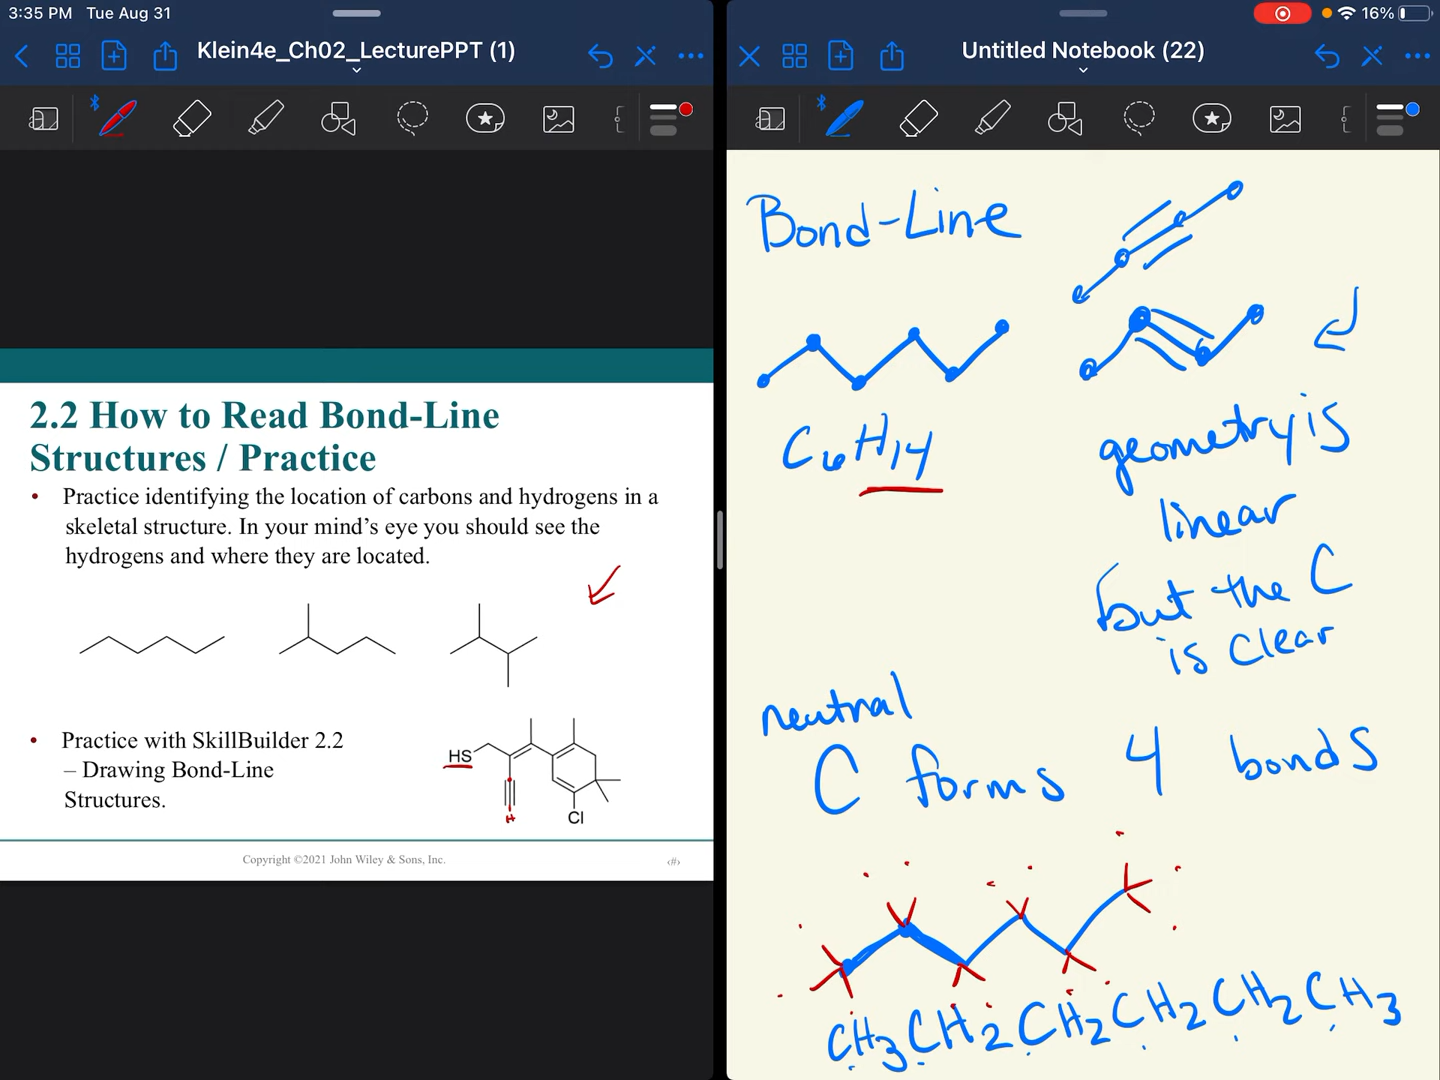 3:35 PM Tue Aug 31
16%
Klein4e_Ch02_LecturePPT (1)
Untitled Notebook (22)
2.2 How to Read Bond-Line
Structures / Practice
• Practice identifying the location of carbons and hydrogens in a
skeletal structure. In your mind’s eye you should see the
hydrogens and where they are located.
• Practice with SkillBuilder 2.2
– Drawing Bond-Line
Structures.
HS
H
Cl
Copyright ©2021 John Wiley & Sons, Inc.
‹#›
Bond-Line
C6H14
geometry is
linear
but the C
is clear
neutral
C forms 4 bonds
CH3CH2CH2CH2CH2CH3